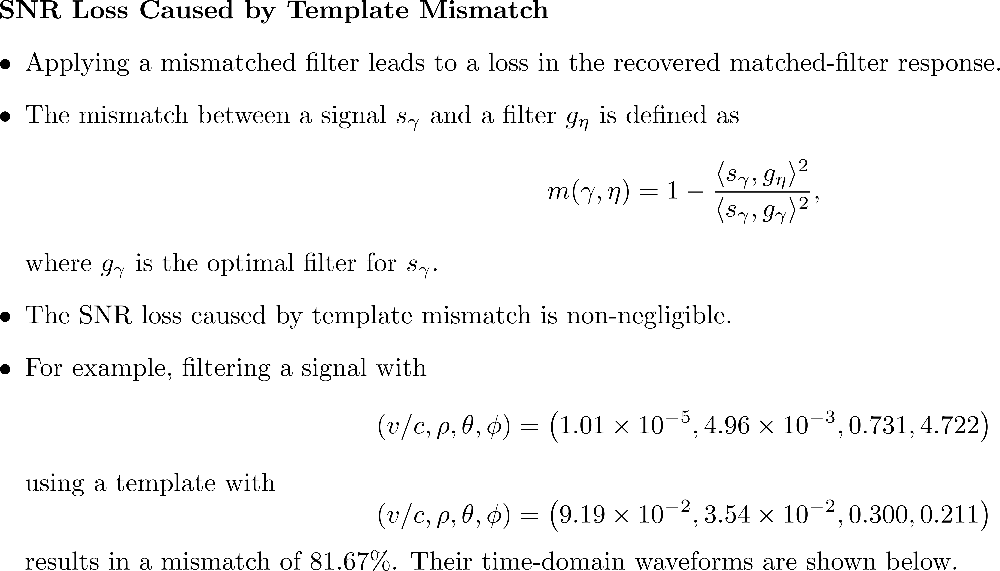 SNR Loss Caused by Template Mismatch
• Applying a mismatched filter leads to a loss in the recovered matched-filter response.
• The mismatch between a signal $s_\gamma$ and a filter $g_\eta$ is defined as
$m(\gamma, \eta) = 1 - \frac{\langle s_\gamma, g_\eta \rangle^2}{\langle s_\gamma, g_\gamma \rangle^2},$
where $g_\gamma$ is the optimal filter for $s_\gamma$.
• The SNR loss caused by template mismatch is non-negligible.
• For example, filtering a signal with
$(v/c, \rho, \theta, \phi) = (1.01 \times 10^{-5}, 4.96 \times 10^{-3}, 0.731, 4.722)$
using a template with
$(v/c, \rho, \theta, \phi) = (9.19 \times 10^{-2}, 3.54 \times 10^{-2}, 0.300, 0.211)$
results in a mismatch of 81.67%. Their time-domain waveforms are shown below.